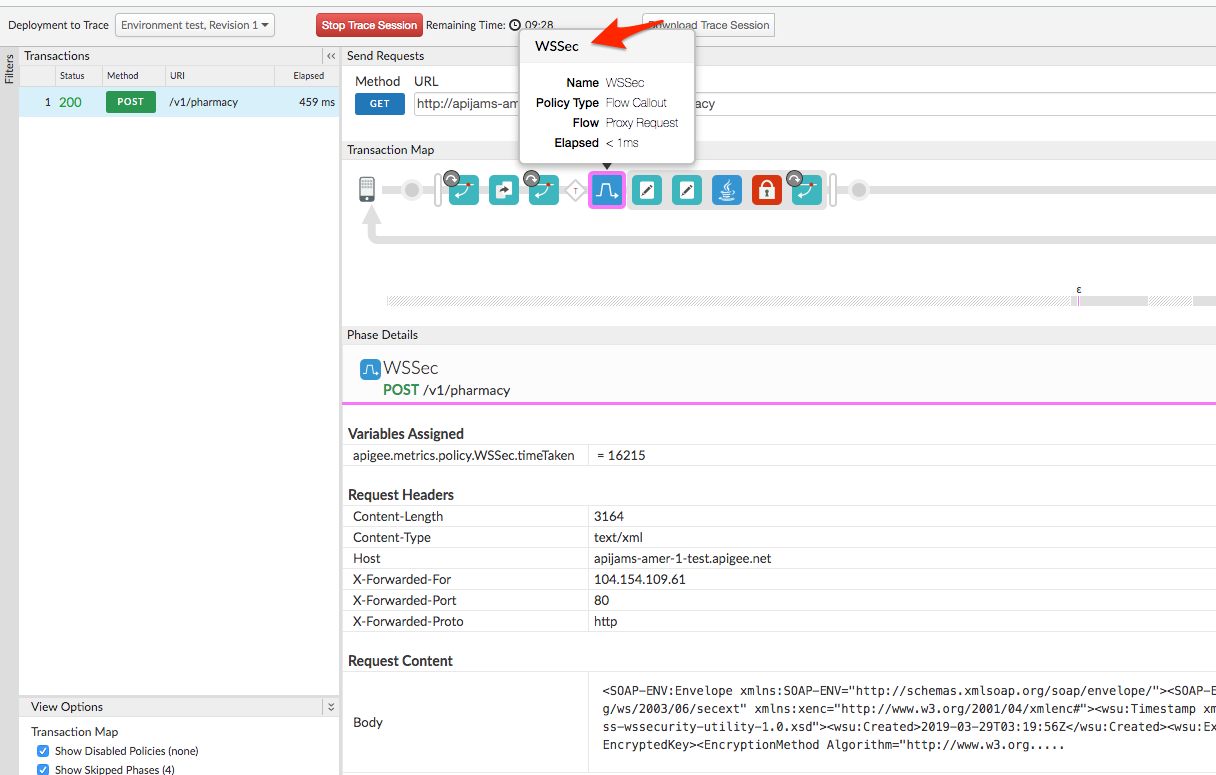 Deployment to Trace Environment test, Revision 1 Stop Trace Session Remaining Time: 09:28 Download Trace Session
Filters
Transactions
Status Method URI Elapsed
1 200 POST /v1/pharmacy 459 ms
Send Requests
Method URL
GET http://apijams-am acy
WSSec
Name WSSec
Policy Type Flow Callout
Flow Proxy Request
Elapsed < 1ms
Transaction Map
T
ε
Phase Details
WSSec
POST /v1/pharmacy
Variables Assigned
apigee.metrics.policy.WSSec.timeTaken = 16215
Request Headers
Content-Length 3164
Content-Type text/xml
Host apijams-amer-1-test.apigee.net
X-Forwarded-For 104.154.109.61
X-Forwarded-Port 80
X-Forwarded-Proto http
Request Content
Body
<SOAP-ENV:Envelope xmlns:SOAP-ENV="http://schemas.xmlsoap.org/soap/envelope/"><SOAP-E
g/ws/2003/06/secext" xmlns:xenc="http://www.w3.org/2001/04/xmlenc#"><wsu:Timestamp xm
ss-wssecurity-utility-1.0.xsd"><wsu:Created>2019-03-29T03:19:56Z</wsu:Created><wsu:Ex
EncryptedKey><EncryptionMethod Algorithm="http://www.w3.org.....
View Options
Transaction Map
Show Disabled Policies (none)
Show Skipped Phases (4)